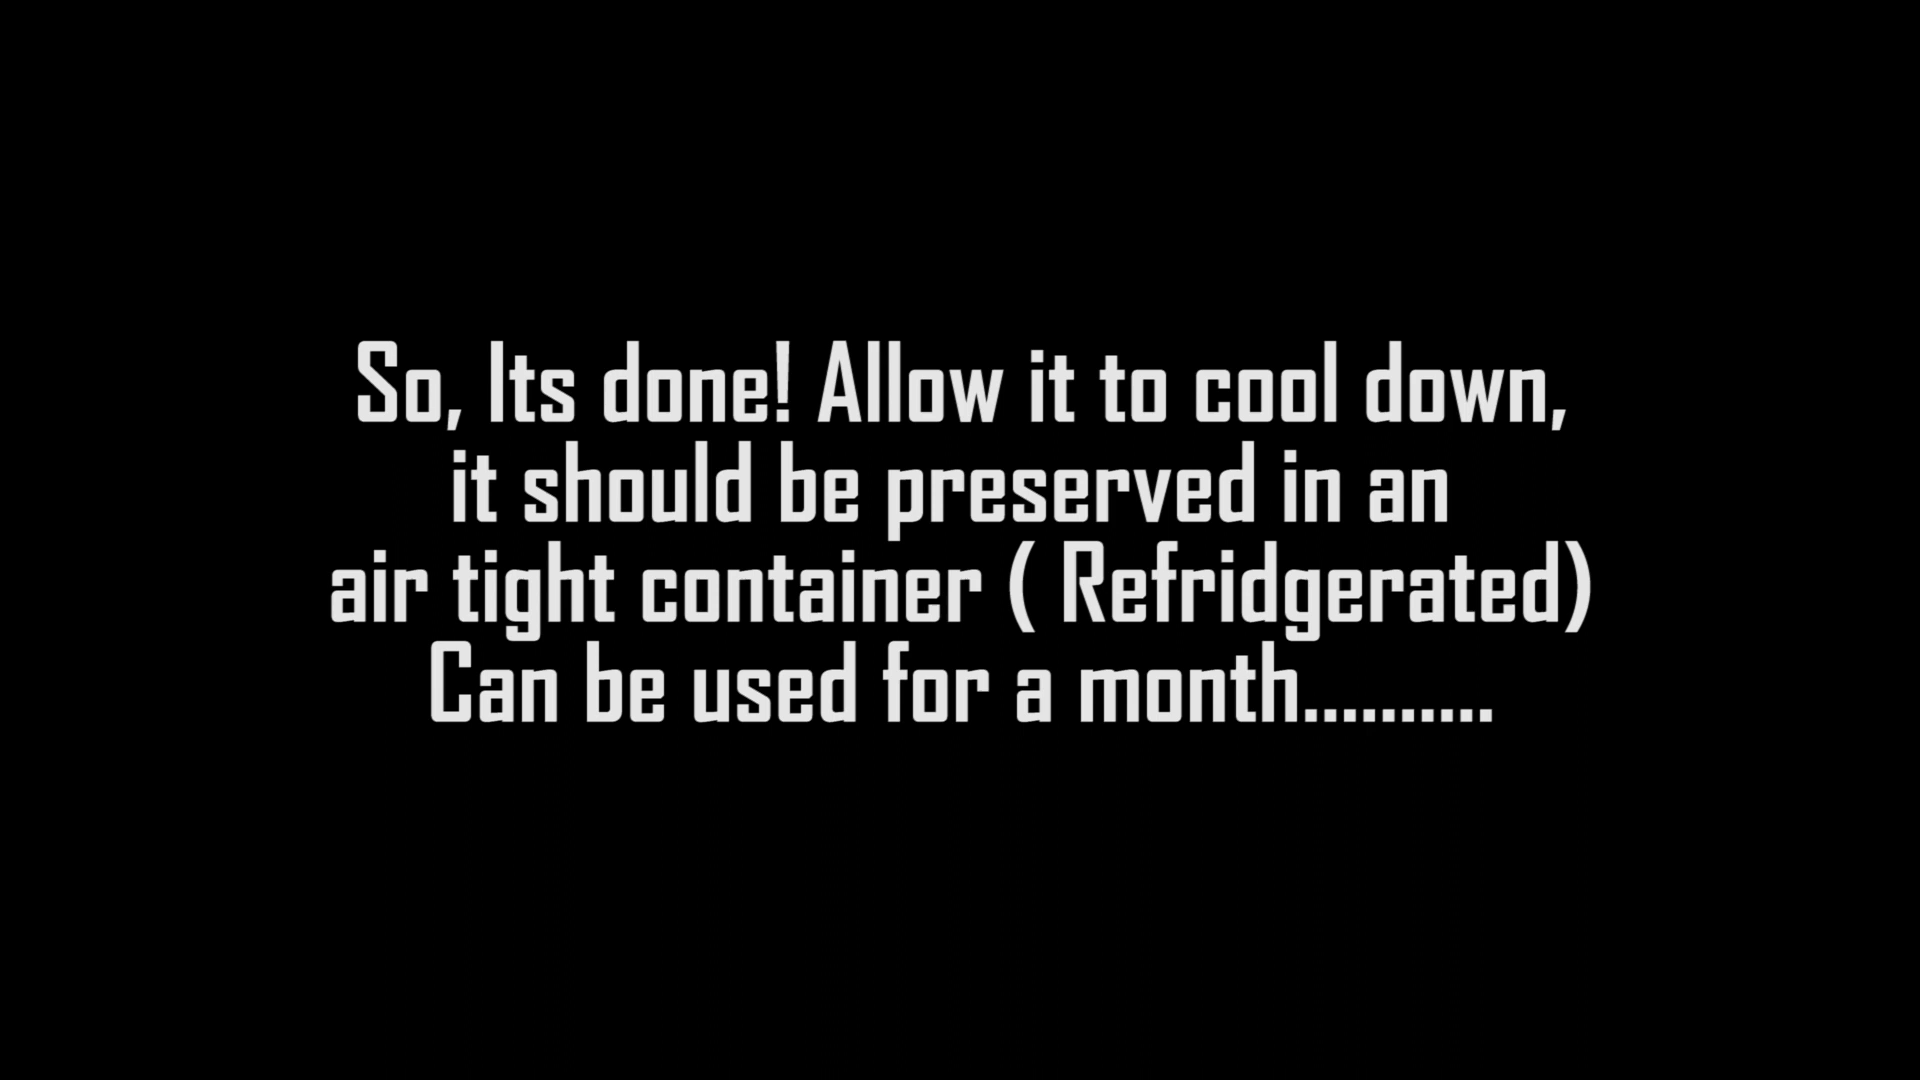 So, Its done! Allow it to cool down,
it should be preserved in an
air tight container ( Refridgerated)
Can be used for a month..........